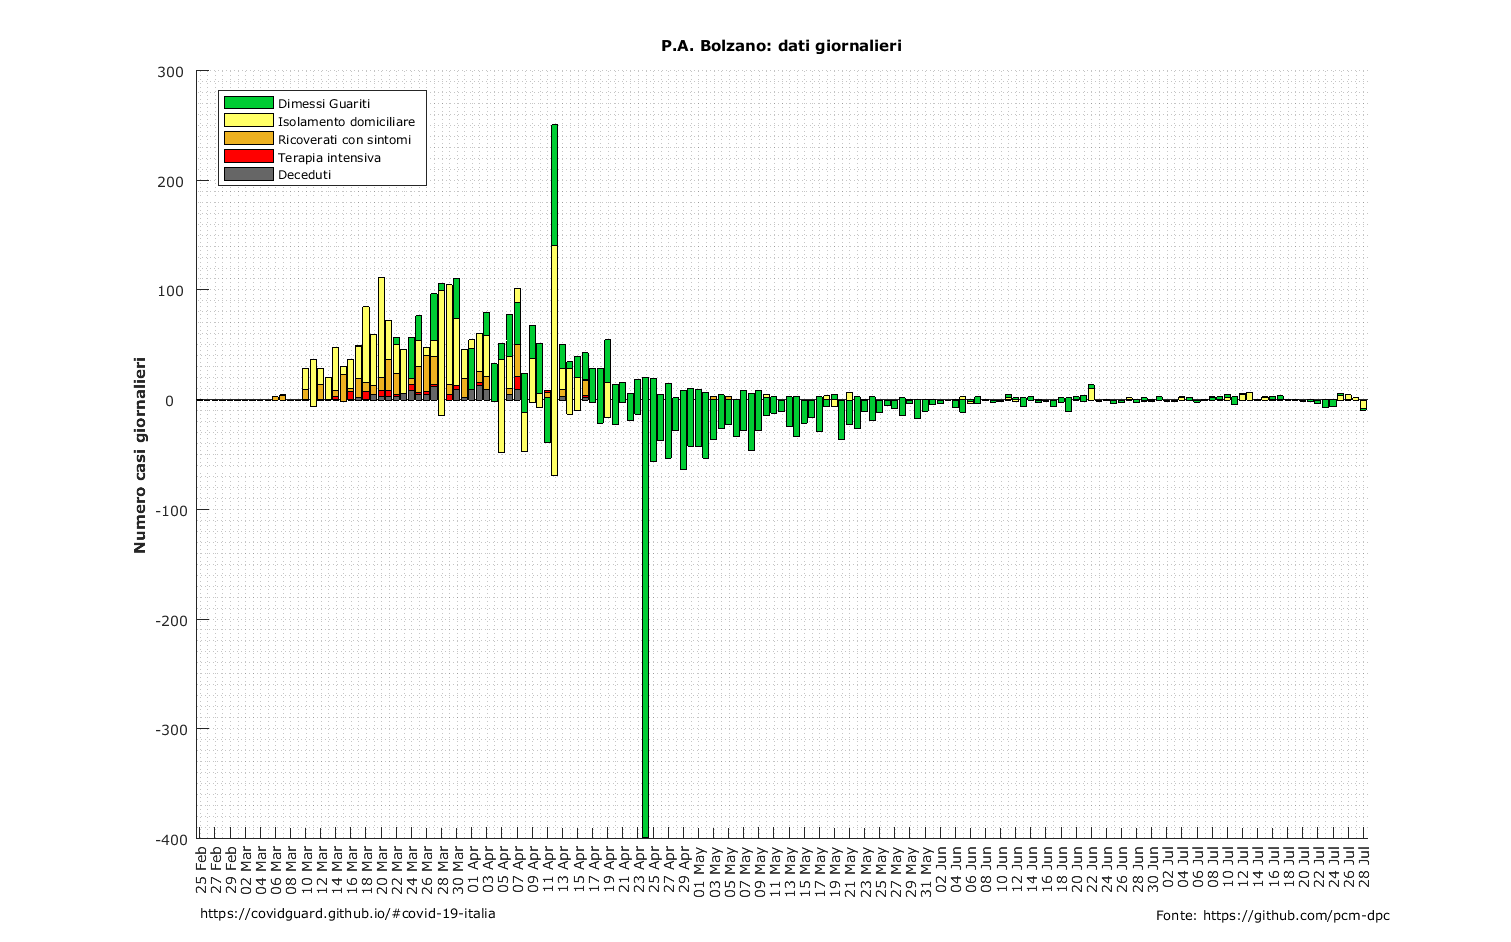 P.A. Bolzano: dati giornalieri
300
200
100
0
-100
-200
-300
-400
Numero casi giornalieri
Dimessi Guariti
Isolamento domiciliare
Ricoverati con sintomi
Terapia intensiva
Deceduti
25 Feb
27 Feb
29 Feb
02 Mar
04 Mar
06 Mar
08 Mar
10 Mar
12 Mar
14 Mar
16 Mar
18 Mar
20 Mar
22 Mar
24 Mar
26 Mar
28 Mar
30 Mar
01 Apr
03 Apr
05 Apr
07 Apr
09 Apr
11 Apr
13 Apr
15 Apr
17 Apr
19 Apr
21 Apr
23 Apr
25 Apr
27 Apr
29 Apr
01 May
03 May
05 May
07 May
09 May
11 May
13 May
15 May
17 May
19 May
21 May
23 May
25 May
27 May
29 May
31 May
02 Jun
04 Jun
06 Jun
08 Jun
10 Jun
12 Jun
14 Jun
16 Jun
18 Jun
20 Jun
22 Jun
24 Jun
26 Jun
28 Jun
30 Jun
02 Jul
04 Jul
06 Jul
08 Jul
10 Jul
12 Jul
14 Jul
16 Jul
18 Jul
20 Jul
22 Jul
24 Jul
26 Jul
28 Jul
https://covidguard.github.io/#covid-19-italia
Fonte: https://github.com/pcm-dpc